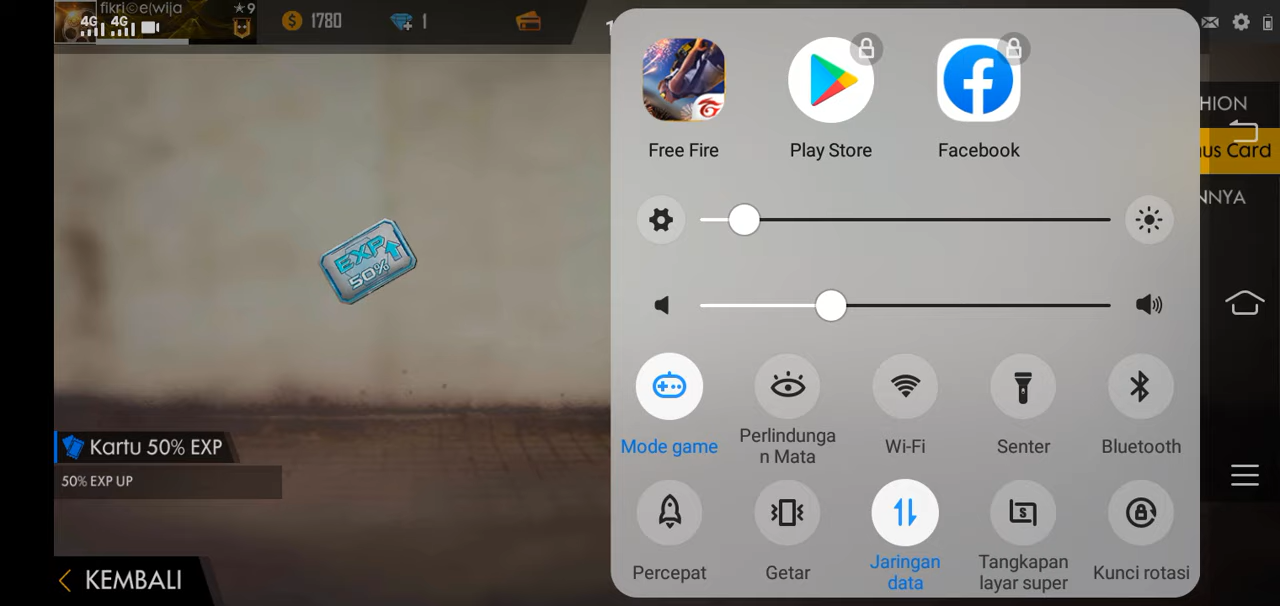 fikri©e(wija
★9
4G 4G
1780
1
Free Fire
Play Store
Facebook
HION
us Card
NNYA
EXP
50%
Kartu 50% EXP
50% EXP UP
KEMBALI
Mode game
Perlindunga
n Mata
Wi-Fi
Senter
Bluetooth
Percepat
Getar
Jaringan
data
Tangkapan
layar super
Kunci rotasi